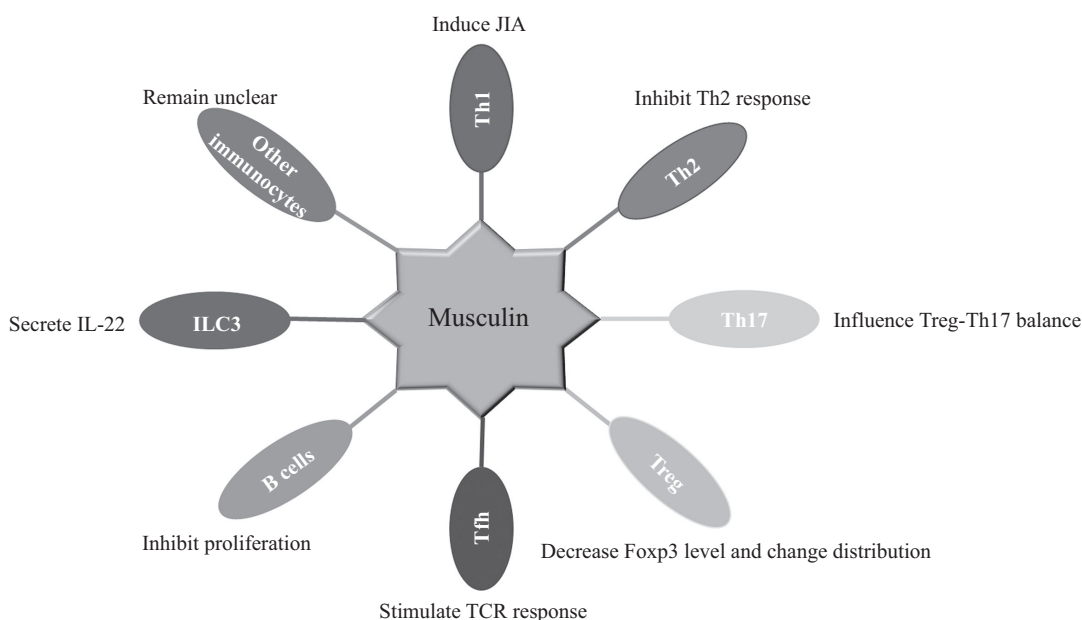 Induce JIA
Th1
Remain unclear
Other
immunocytes
Inhibit Th2 response
Th2
Secrete IL-22
ILC3
Musculin
Th17
Influence Treg-Th17 balance
B cells
Inhibit proliferation
Tfh
Stimulate TCR response
Treg
Decrease Foxp3 level and change distribution